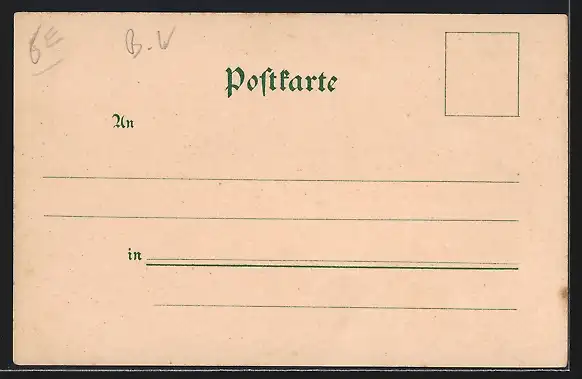 6E B.V
Postkarte
An
in